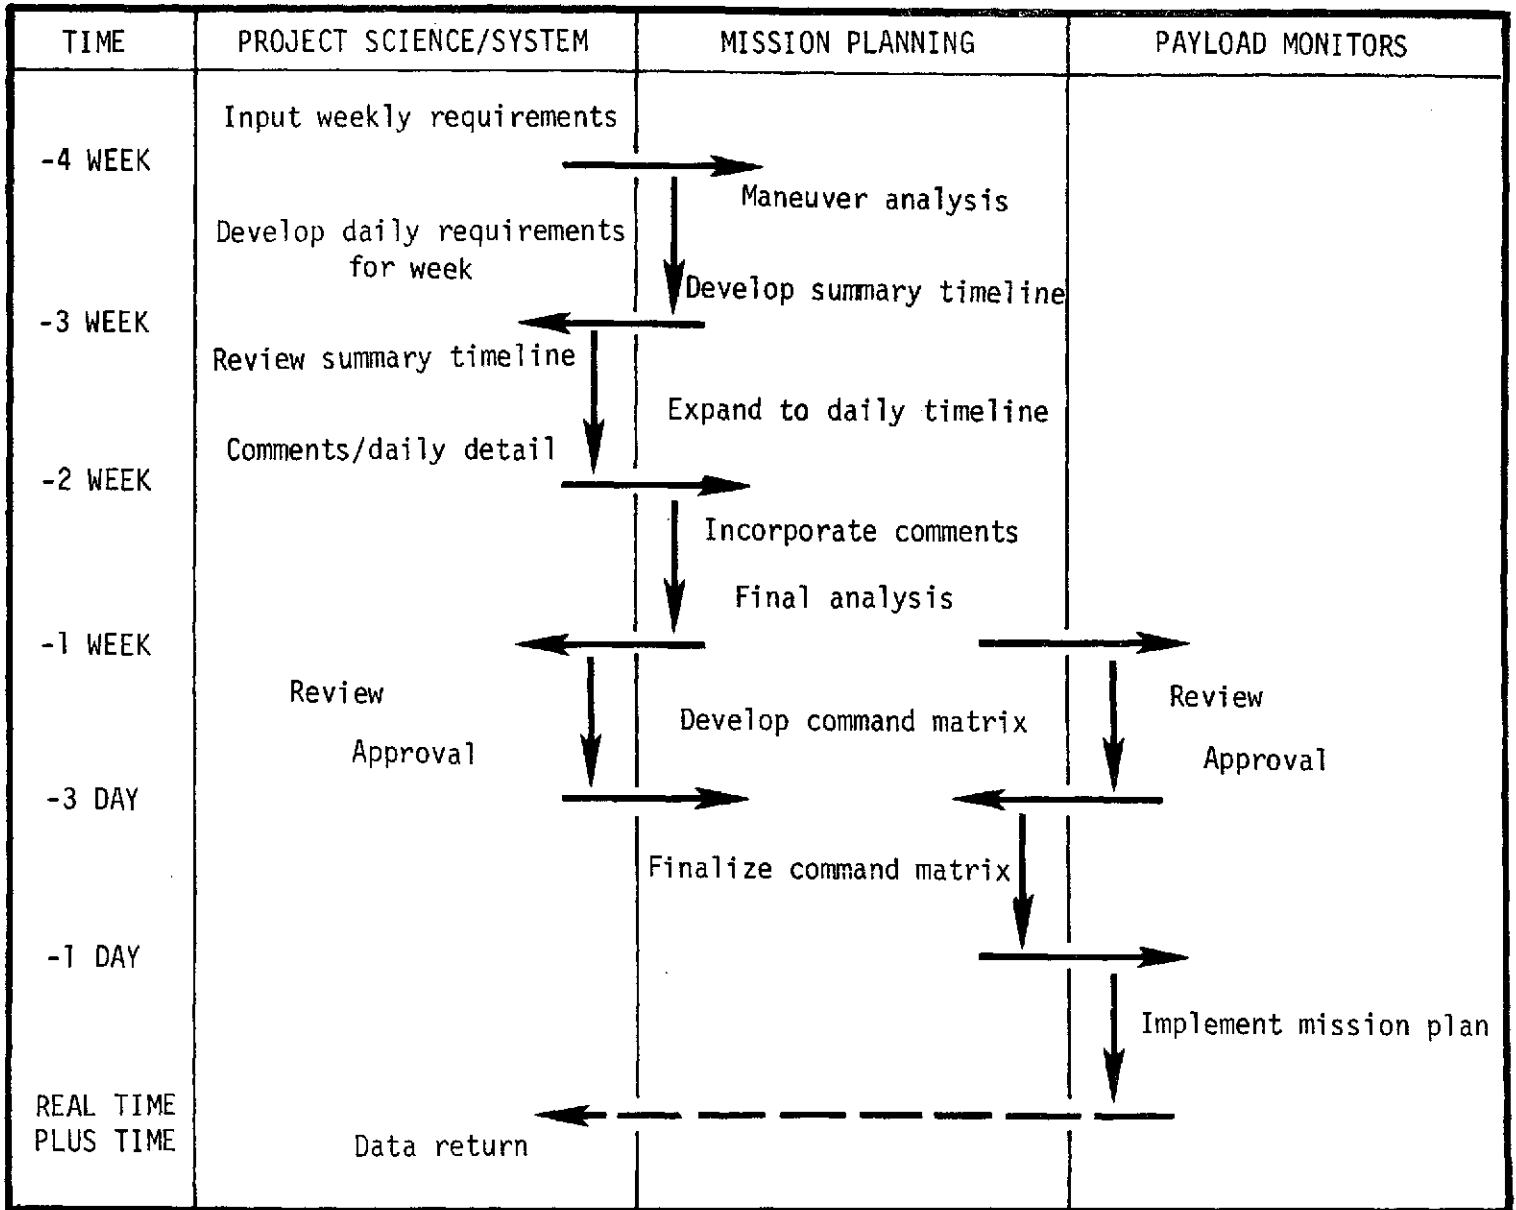 TIME
PROJECT SCIENCE/SYSTEM
MISSION PLANNING
PAYLOAD MONITORS
Input weekly requirements
-4 WEEK
Maneuver analysis
Develop daily requirements
for week
Develop summary timeline
-3 WEEK
Review summary timeline
Expand to daily timeline
Comments/daily detail
-2 WEEK
Incorporate comments
Final analysis
-1 WEEK
Review
Review
Develop command matrix
Approval
Approval
-3 DAY
Finalize command matrix
-1 DAY
Implement mission plan
REAL TIME
PLUS TIME
Data return